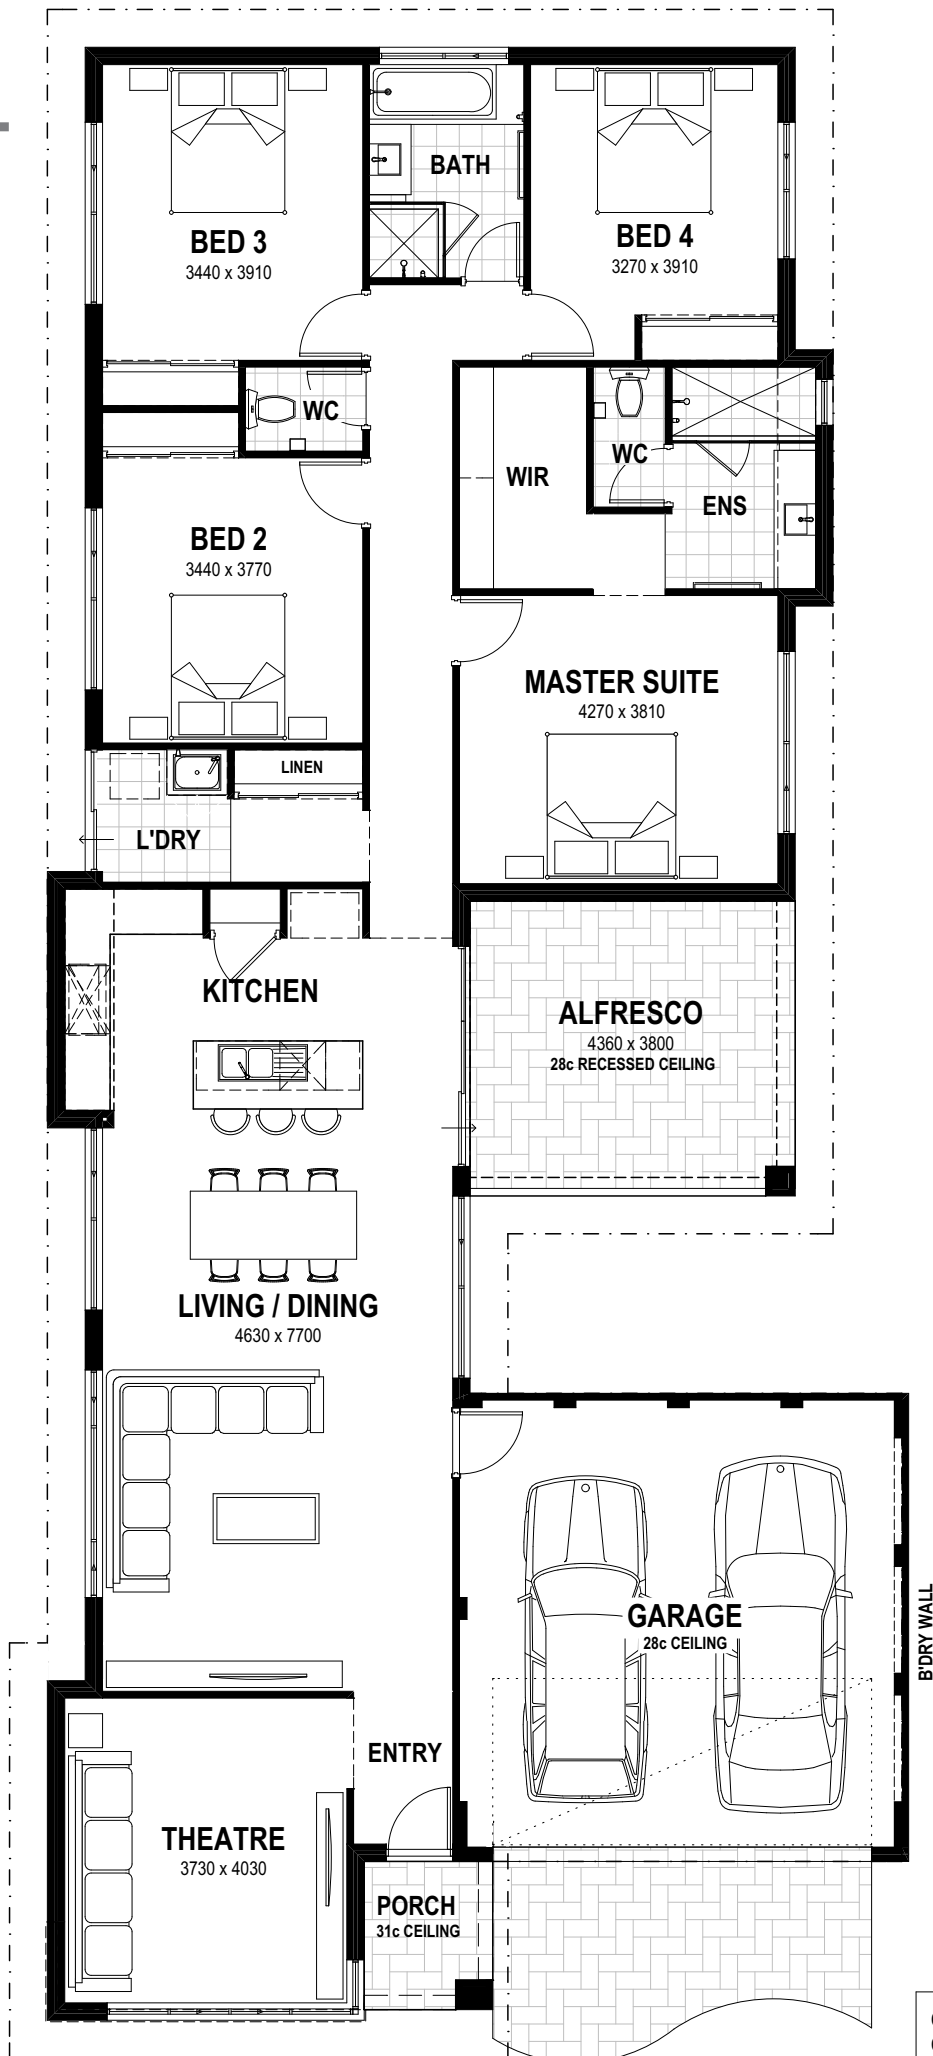 BATH
BED 3
3440 x 3910
BED 4
3270 x 3910
WC
WC
WIR
ENS
BED 2
3440 x 3770
MASTER SUITE
4270 x 3810
LINEN
L'DRY
KITCHEN
ALFRESCO
4360 x 3800
28c RECESSED CEILING
LIVING / DINING
4630 x 7700
GARAGE
28c CEILING
B'DRY WALL
ENTRY
THEATRE
3730 x 4030
PORCH
31c CEILING